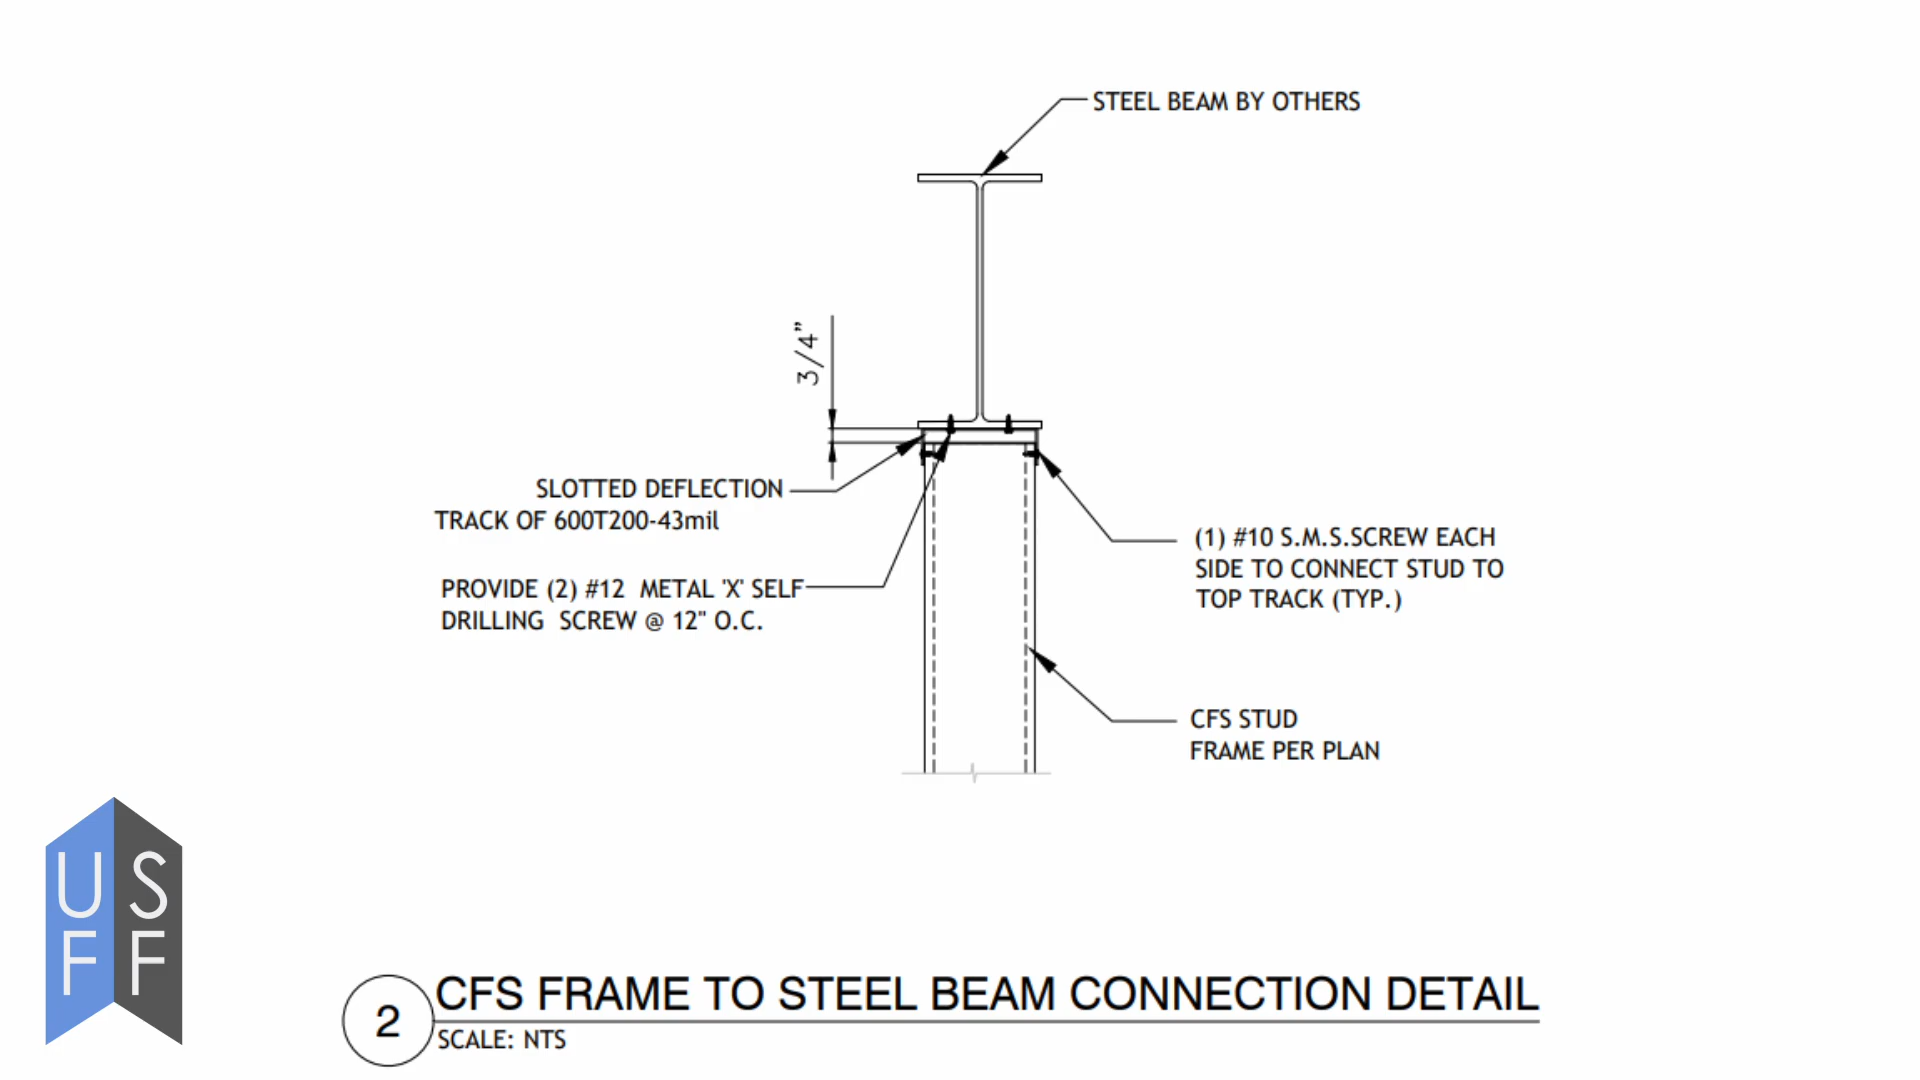 STEEL BEAM BY OTHERS
3/4"
SLOTTED DEFLECTION
TRACK OF 600T200-43mil
PROVIDE (2) #12  METAL 'X' SELF
DRILLING  SCREW @ 12" O.C.
(1) #10 S.M.S.SCREW EACH
SIDE TO CONNECT STUD TO
TOP TRACK (TYP.)
CFS STUD
FRAME PER PLAN
US
FF
2
CFS FRAME TO STEEL BEAM CONNECTION DETAIL
SCALE: NTS